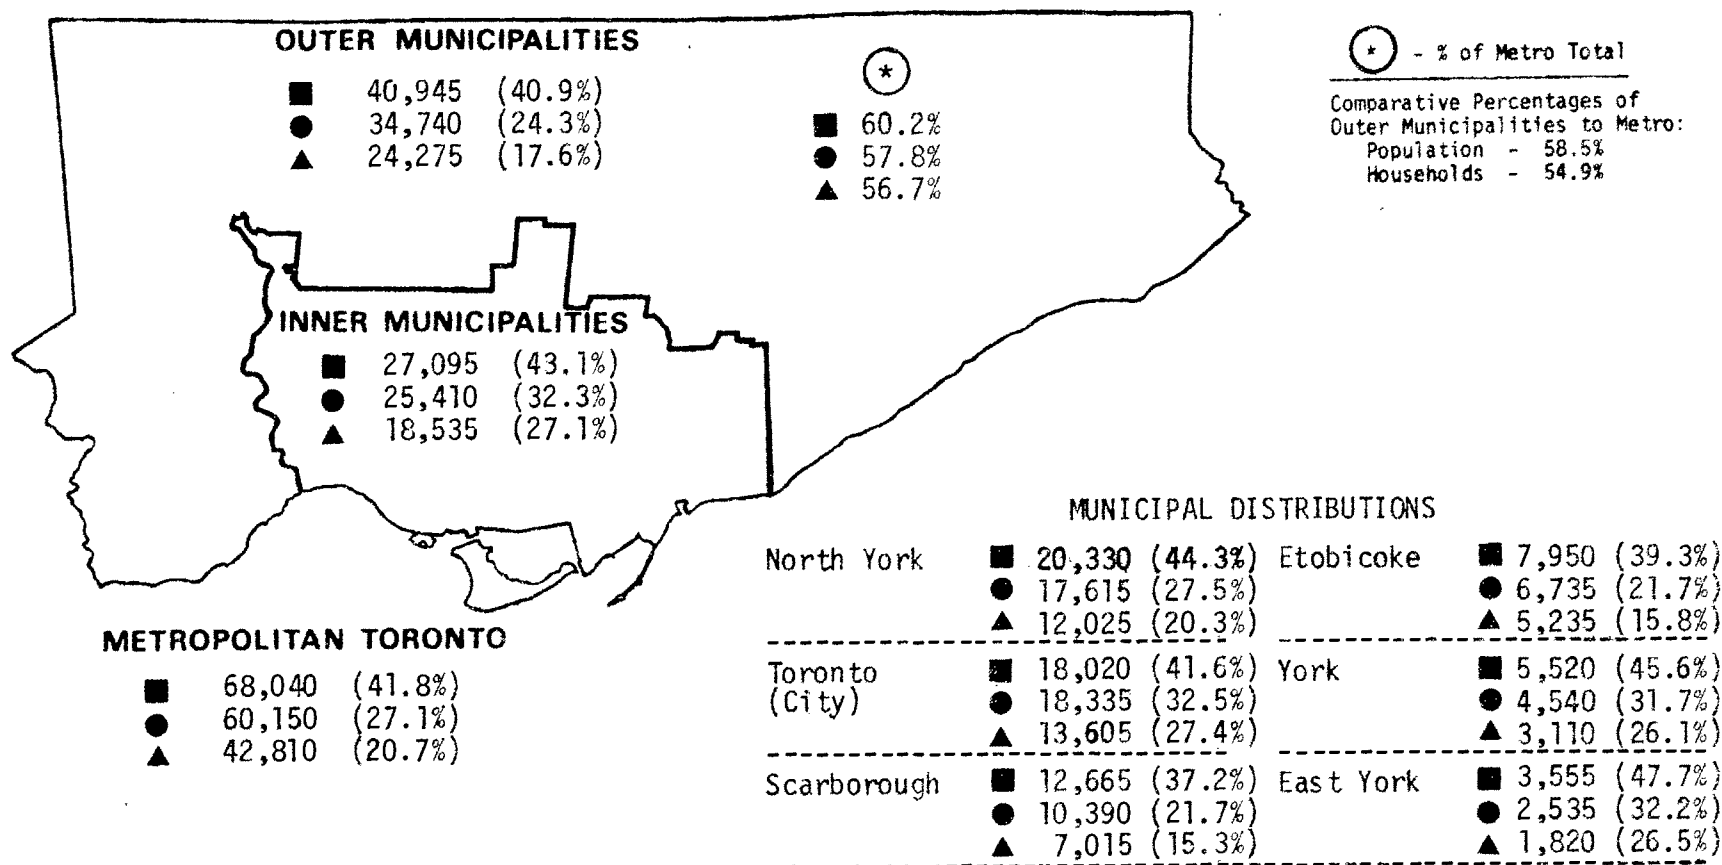 OUTER MUNICIPALITIES
■ 40,945 (40.9%)
● 34,740 (24.3%)
▲ 24,275 (17.6%)
*
■ 60.2%
● 57.8%
▲ 56.7%
* - % of Metro Total
Comparative Percentages of
Outer Municipalities to Metro:
Population - 58.5%
Households - 54.9%
INNER MUNICIPALITIES
■ 27,095 (43.1%)
● 25,410 (32.3%)
▲ 18,535 (27.1%)
METROPOLITAN TORONTO
■ 68,040 (41.8%)
● 60,150 (27.1%)
▲ 42,810 (20.7%)
MUNICIPAL DISTRIBUTIONS
North York ■ 20,330 (44.3%) Etobicoke ■ 7,950 (39.3%)
● 17,615 (27.5%) ● 6,735 (21.7%)
▲ 12,025 (20.3%) ▲ 5,235 (15.8%)
Toronto ■ 18,020 (41.6%) York ■ 5,520 (45.6%)
(City) ● 18,335 (32.5%) ● 4,540 (31.7%)
▲ 13,605 (27.4%) ▲ 3,110 (26.1%)
Scarborough ■ 12,665 (37.2%) East York ■ 3,555 (47.7%)
● 10,390 (21.7%) ● 2,535 (32.2%)
▲ 7,015 (15.3%) ▲ 1,820 (26.5%)